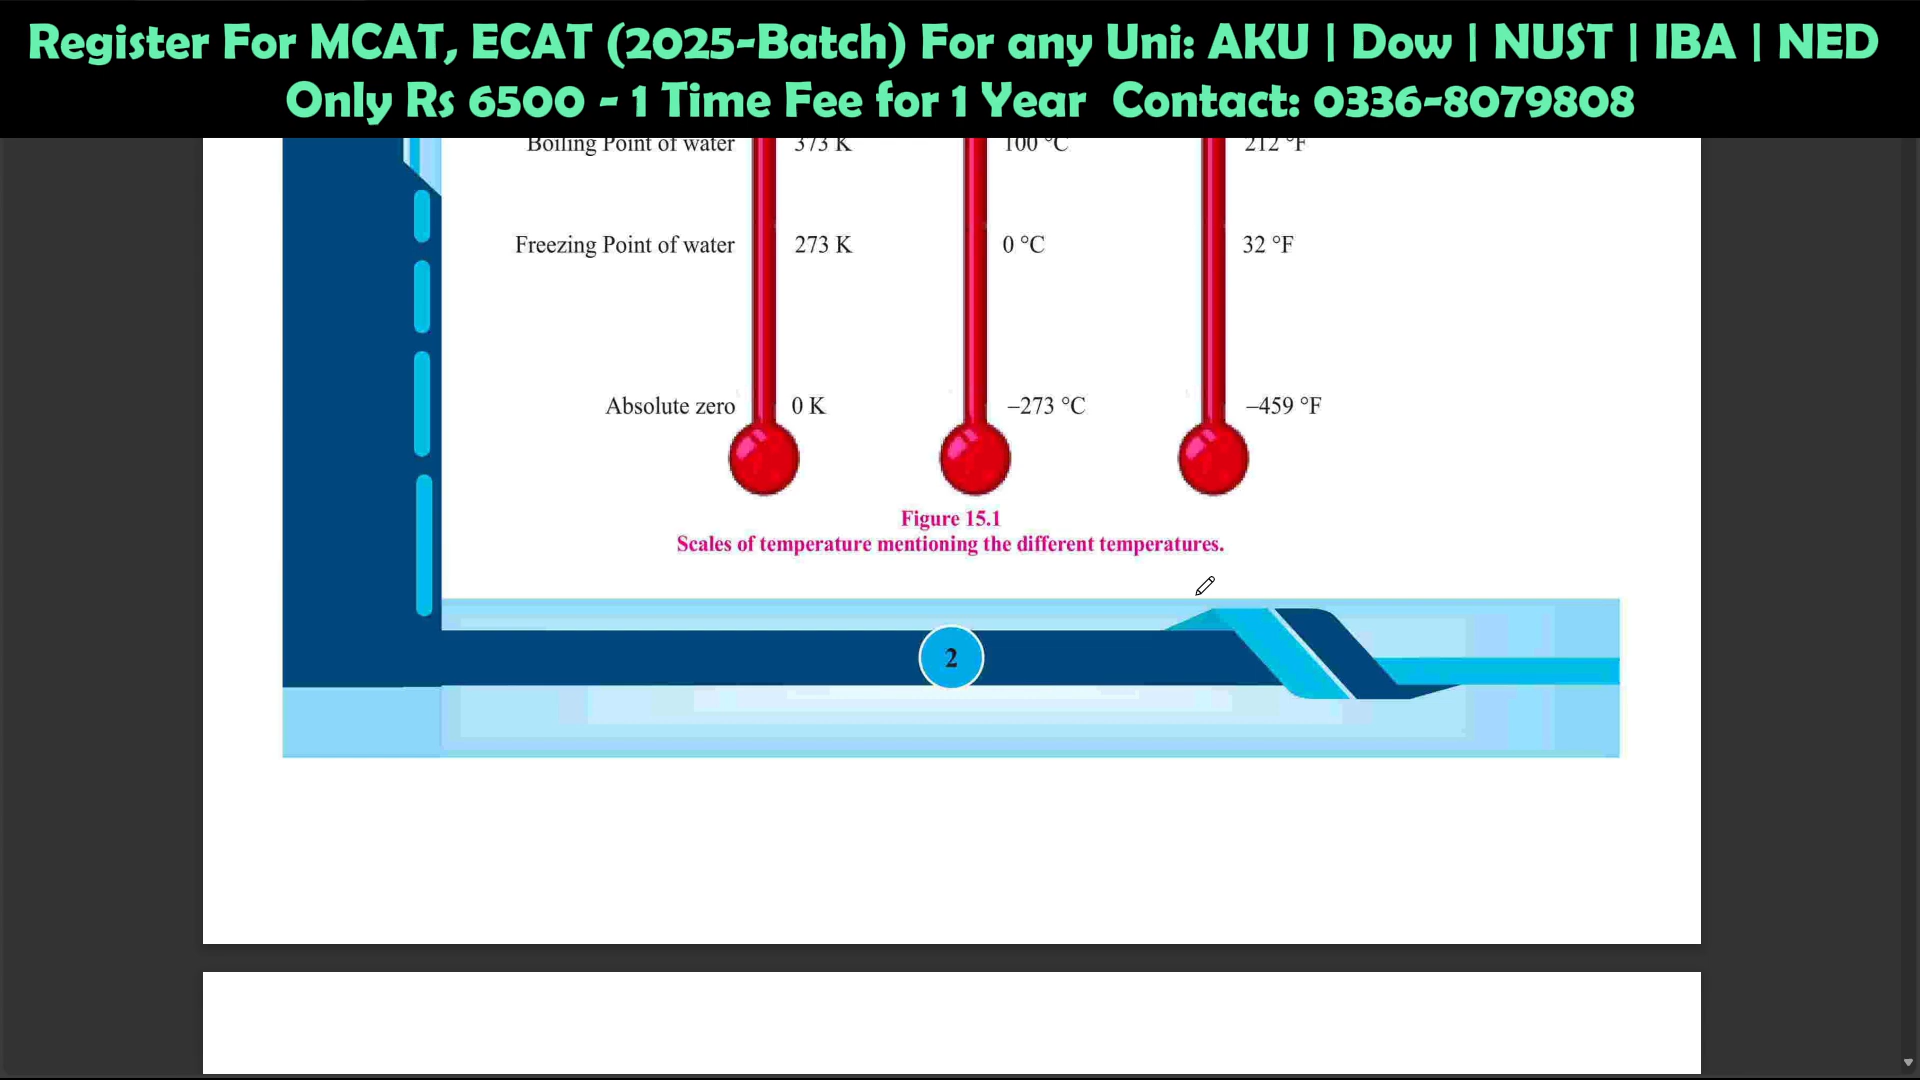 Register For MCAT, ECAT (2025-Batch) For any Uni: AKU | Dow | NUST | IBA | NED
Only Rs 6500 - 1 Time Fee for 1 Year Contact: 0336-8079808
Boiling Point of water 373 K 100 °C 212 °F
Freezing Point of water 273 K 0 °C 32 °F
Absolute zero 0 K –273 °C –459 °F
Figure 15.1
Scales of temperature mentioning the different temperatures.
2